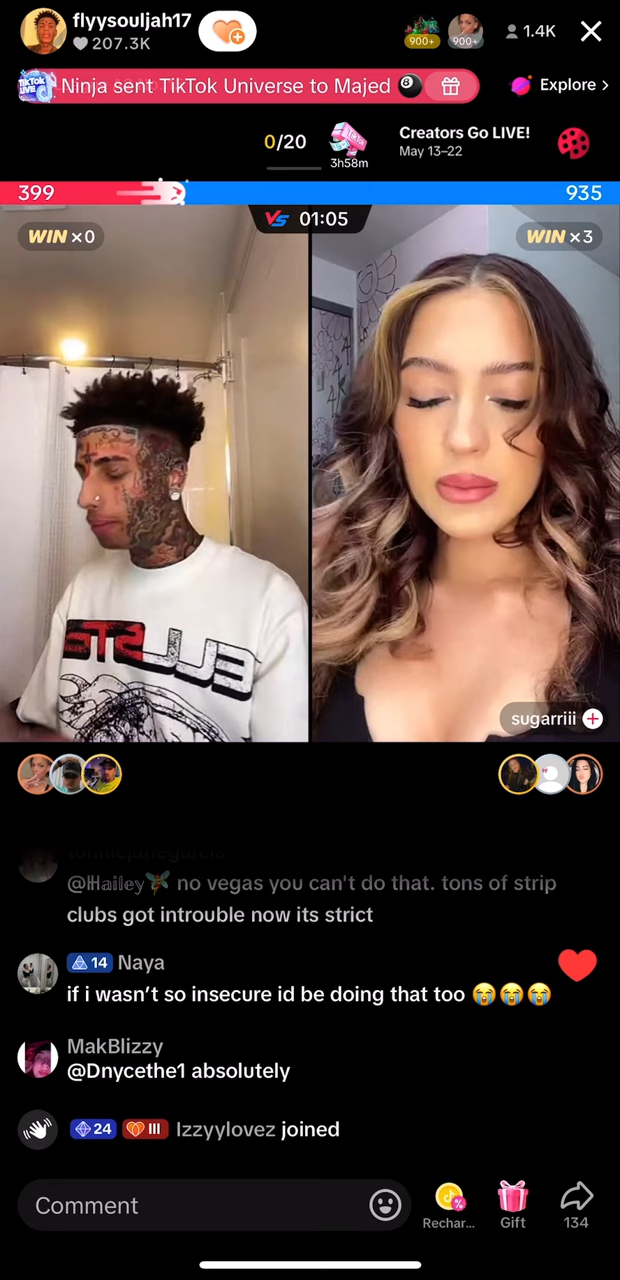 flyysouljah17
207.3K
900+
900+
1.4K
Ninja sent TikTok Universe to Majed
Explore >
0/20
3h58m
Creators Go LIVE!
May 13–22
399
935
VS 01:05
WIN ×0
WIN ×3
sugarriii
@Hailey🧚 no vegas you can't do that. tons of strip
clubs got introuble now its strict
14 Naya
if i wasn't so insecure id be doing that too 😭😭😭
MakBlizzy
@Dnycethe1 absolutely
24 III Izzyylovez joined
Comment
Rechar...
Gift
134